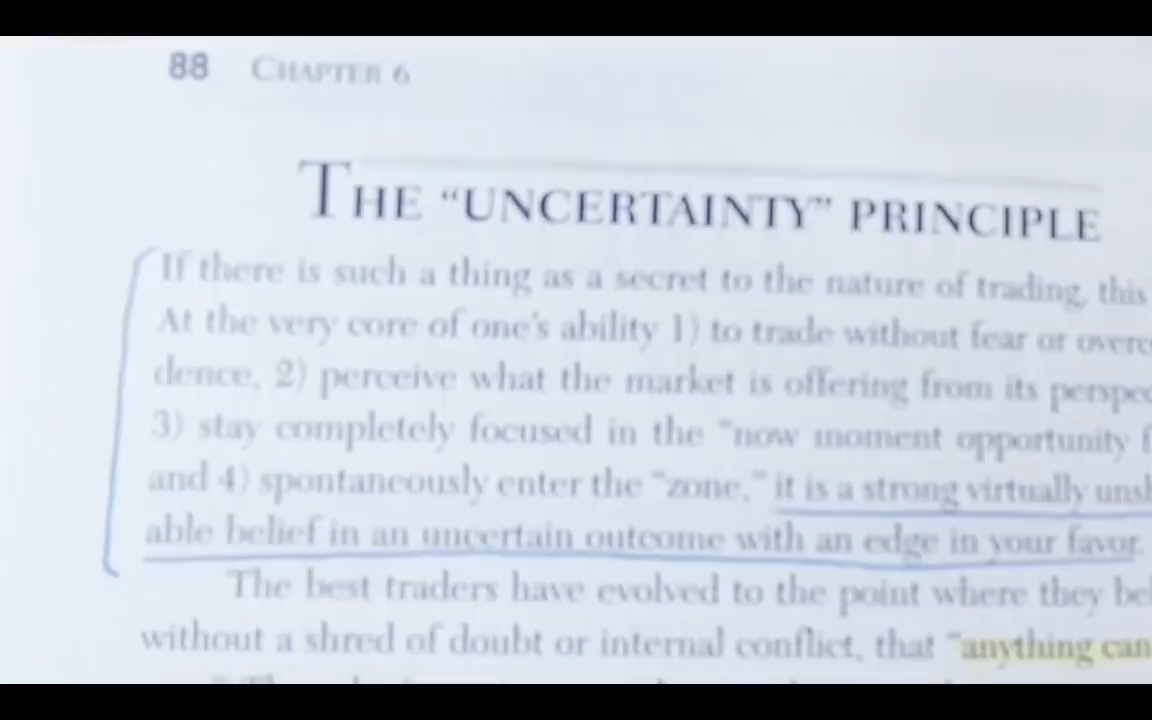 88 CHAPTER 6
THE “UNCERTAINTY” PRINCIPLE
If there is such a thing as a secret to the nature of trading, this
At the very core of one's ability 1) to trade without fear or overc
dence, 2) perceive what the market is offering from its perspec
3) stay completely focused in the “now moment opportunity f
and 4) spontaneously enter the “zone,” it is a strong virtually unsh
able belief in an uncertain outcome with an edge in your favor.
The best traders have evolved to the point where they bel
without a shred of doubt or internal conflict, that “anything can